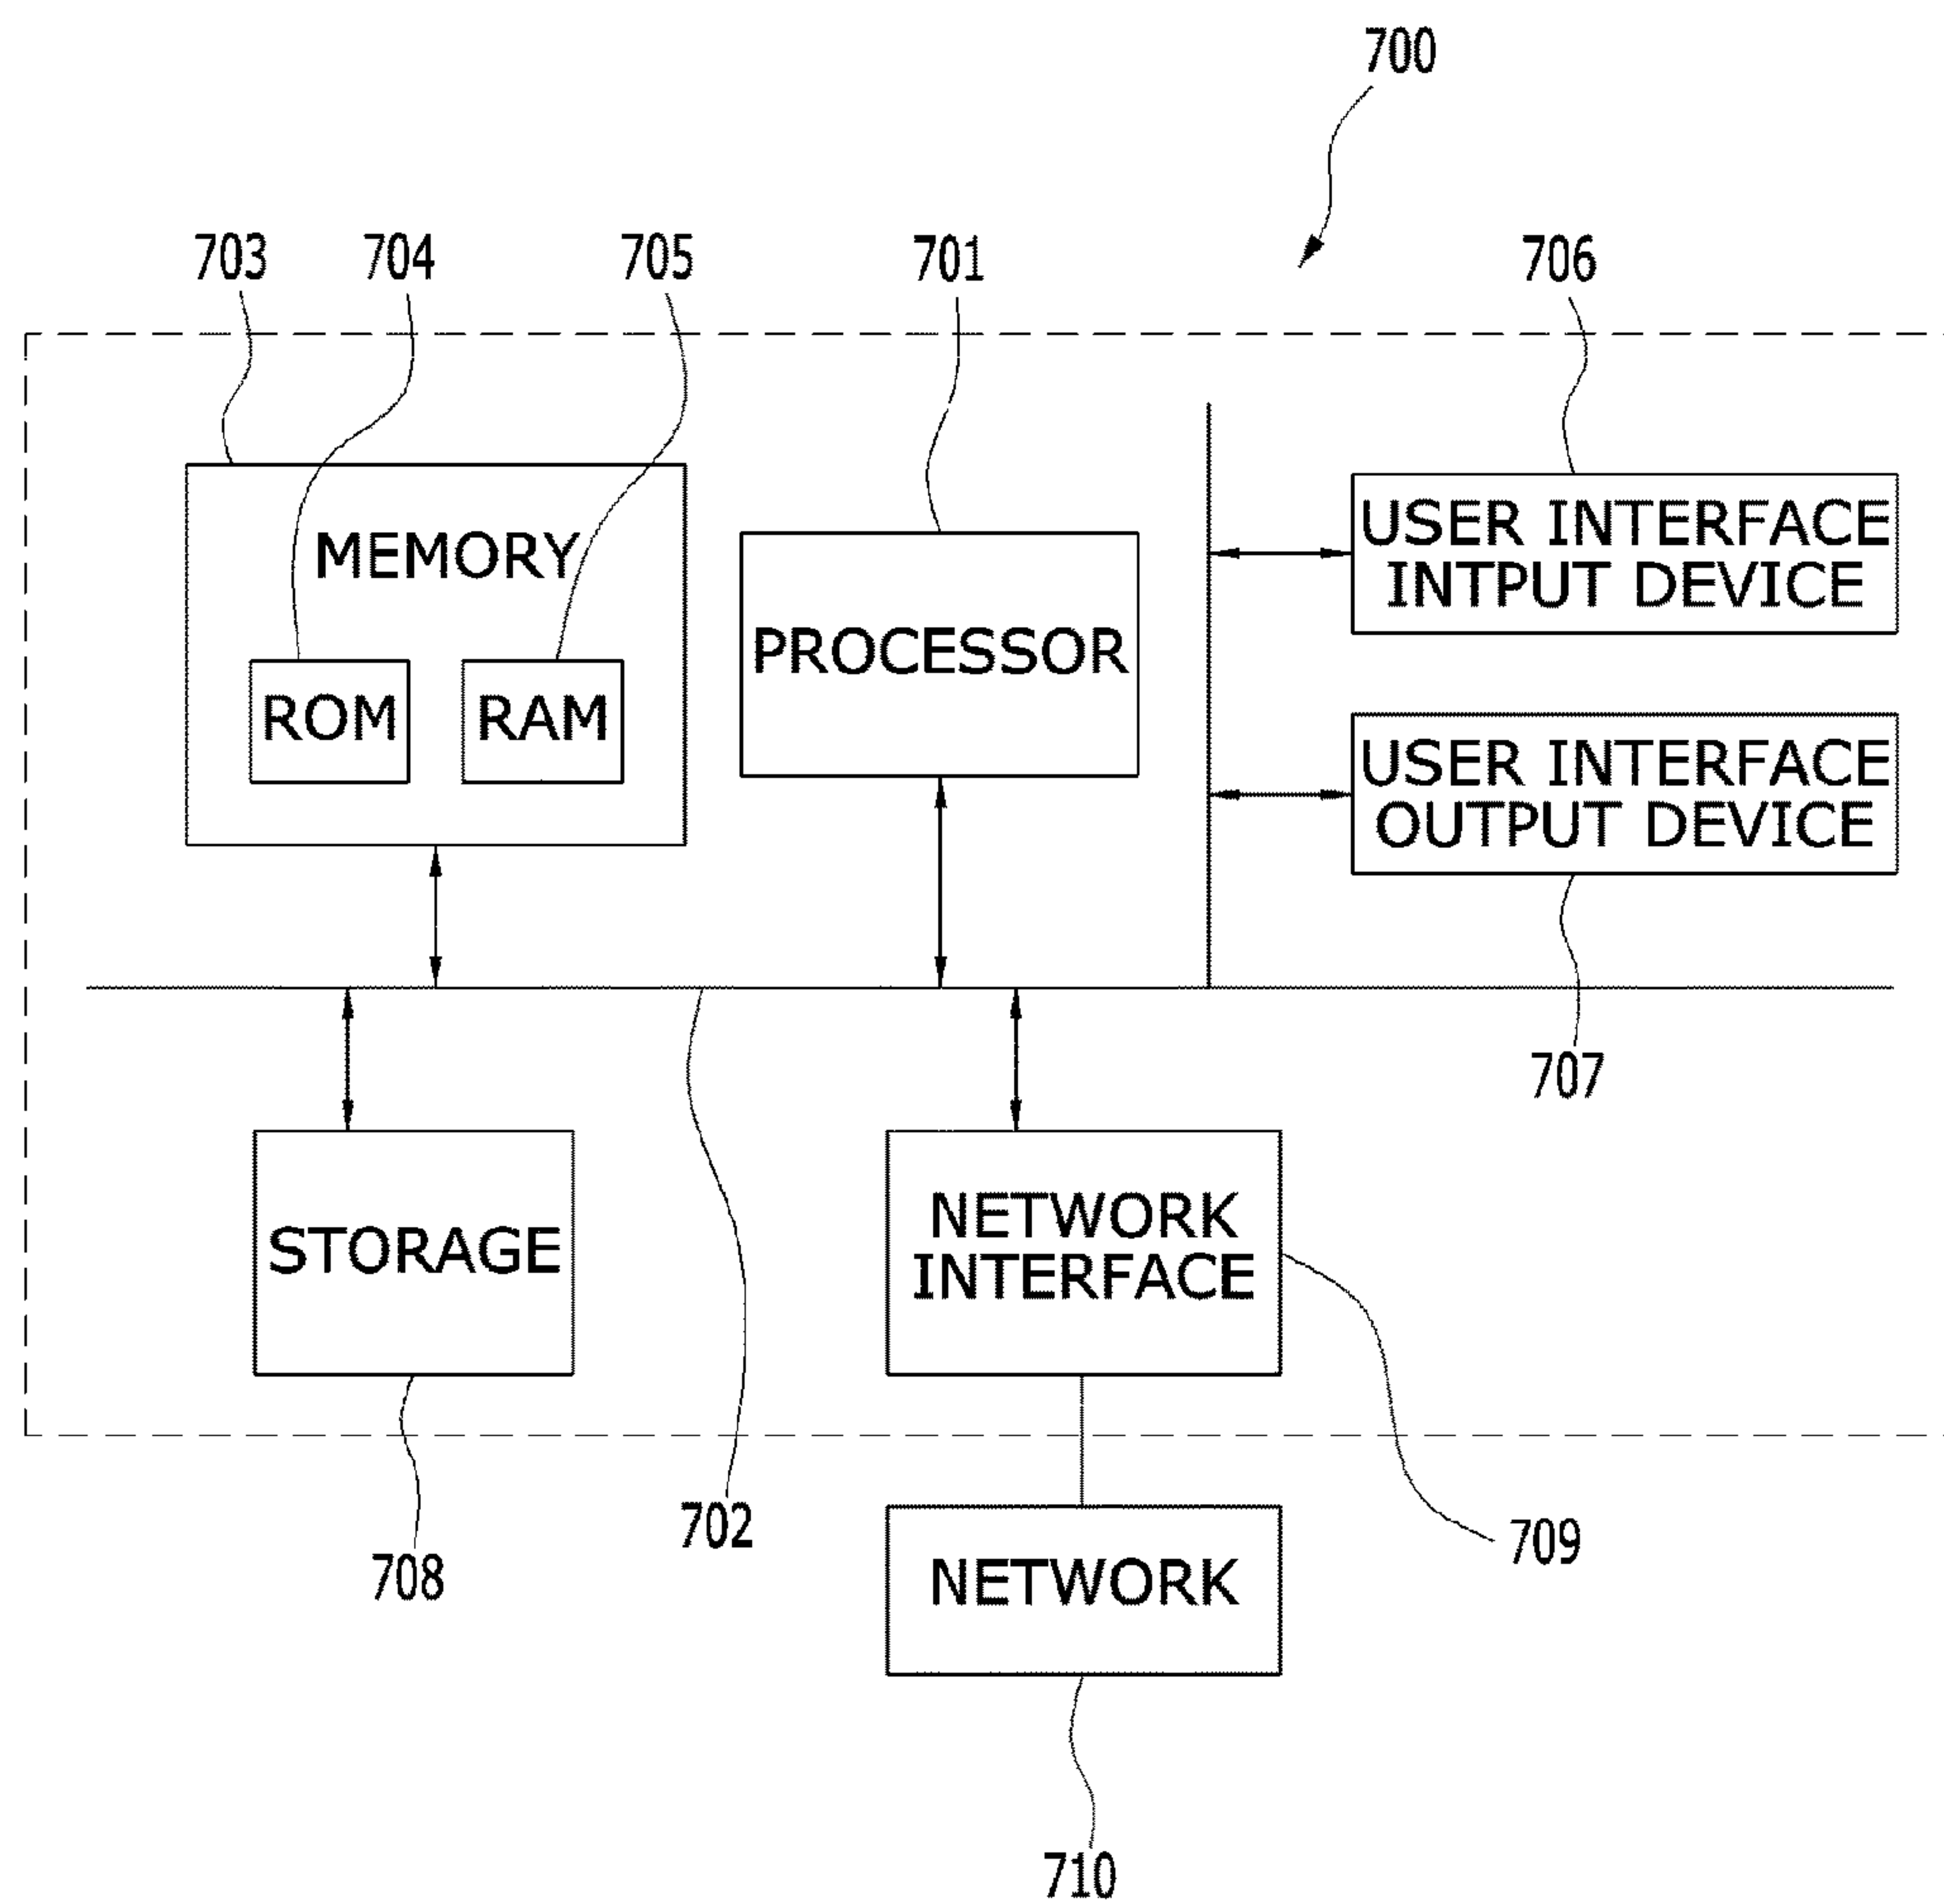 700
703
704
705
701
706
MEMORY
ROM
RAM
PROCESSOR
USER INTERFACE
INTPUT DEVICE
USER INTERFACE
OUTPUT DEVICE
707
STORAGE
NETWORK
INTERFACE
702
708
709
NETWORK
710